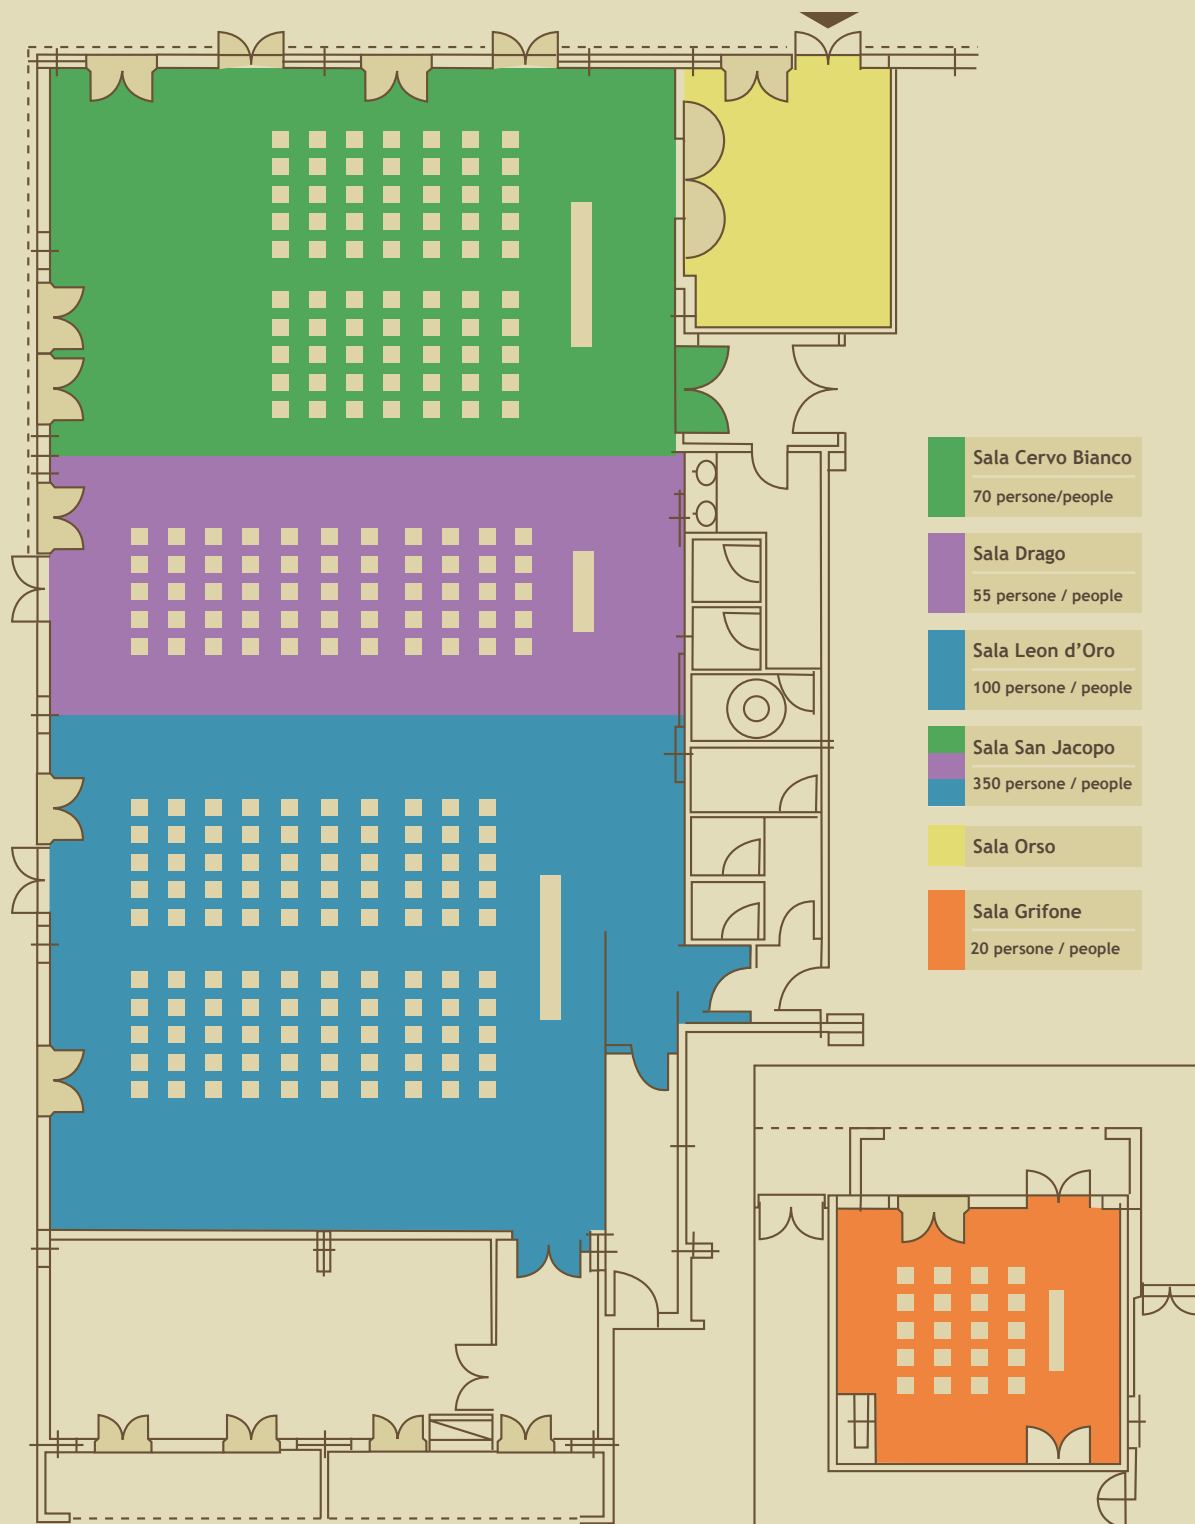 Sala Cervo Bianco
70 persone/people
Sala Drago
55 persone / people
Sala Leon d’Oro
100 persone / people
Sala San Jacopo
350 persone / people
Sala Orso
Sala Grifone
20 persone / people